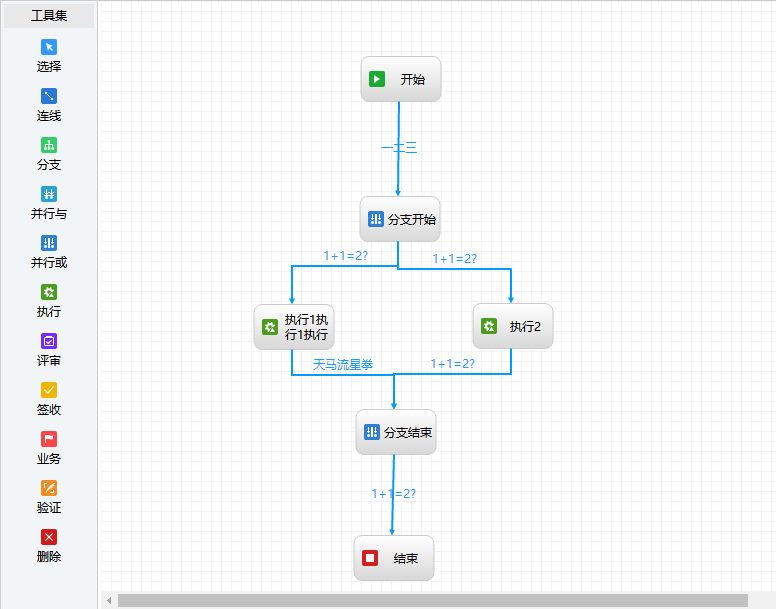 工具集
选择
连线
分支
并行与
并行或
执行
评审
签收
业务
验证
删除
开始
一二三
分支开始
1+1=2?
1+1=2?
执行1执
行1执行
执行2
天马流星拳
1+1=2?
分支结束
1+1=2?
结束